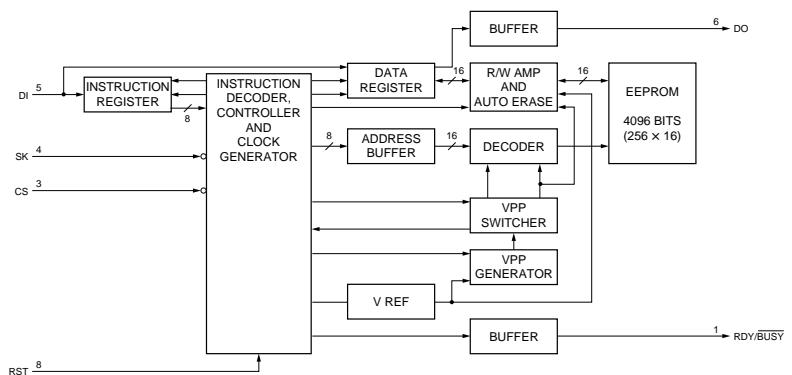 BUFFER
6
DO
DI
5
INSTRUCTION
REGISTER
8
INSTRUCTION
DECODER,
CONTROLLER
AND
CLOCK
GENERATOR
DATA
REGISTER
16
R/W AMP
AND
AUTO ERASE
16
EEPROM
4096 BITS
(256 × 16)
SK
4
8
ADDRESS
BUFFER
16
DECODER
CS
3
VPP
SWITCHER
VPP
GENERATOR
V REF
BUFFER
1
RDY/BUSY
RST
8